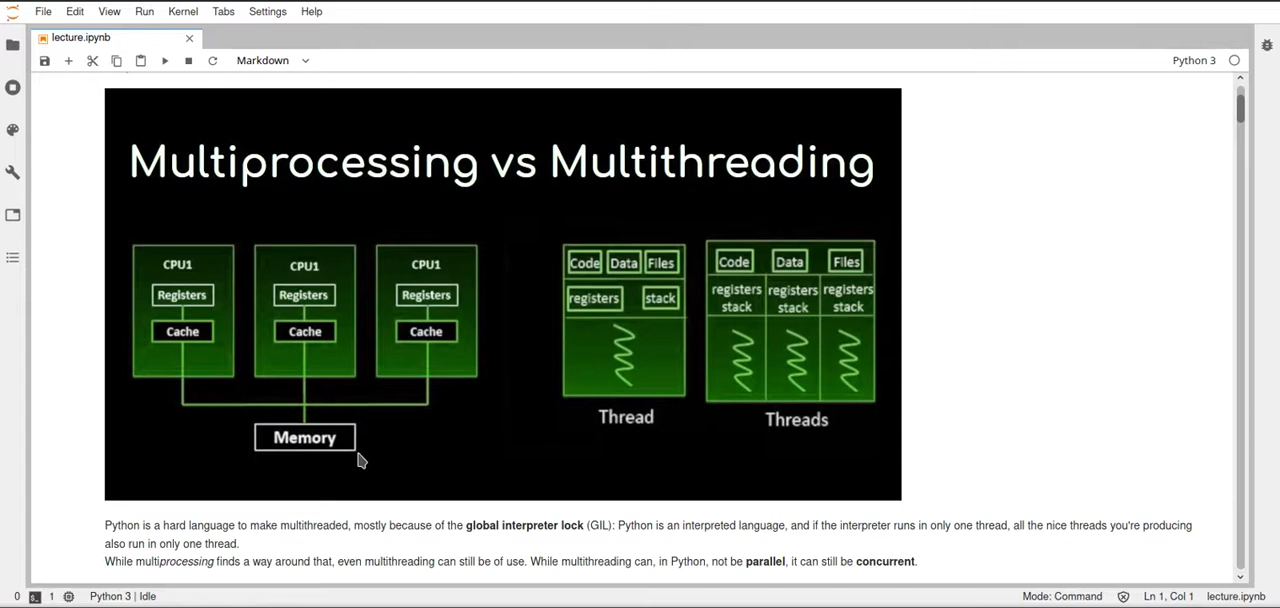 File Edit View Run Kernel Tabs Settings Help
lecture.ipynb
Markdown
Python 3
Multiprocessing vs Multithreading
CPU1 CPU1 CPU1
Registers Registers Registers
Cache Cache Cache
Memory
Code Data Files
registers stack
Thread
Code Data Files
registers registers registers
stack stack stack
Threads
Python is a hard language to make multithreaded, mostly because of the global interpreter lock (GIL): Python is an interpreted language, and if the interpreter runs in only one thread, all the nice threads you're producing
also run in only one thread.
While multiprocessing finds a way around that, even multithreading can still be of use. While multithreading can, in Python, not be parallel, it can still be concurrent.
0 1 Python 3 | Idle Mode: Command Ln 1, Col 1 lecture.ipynb